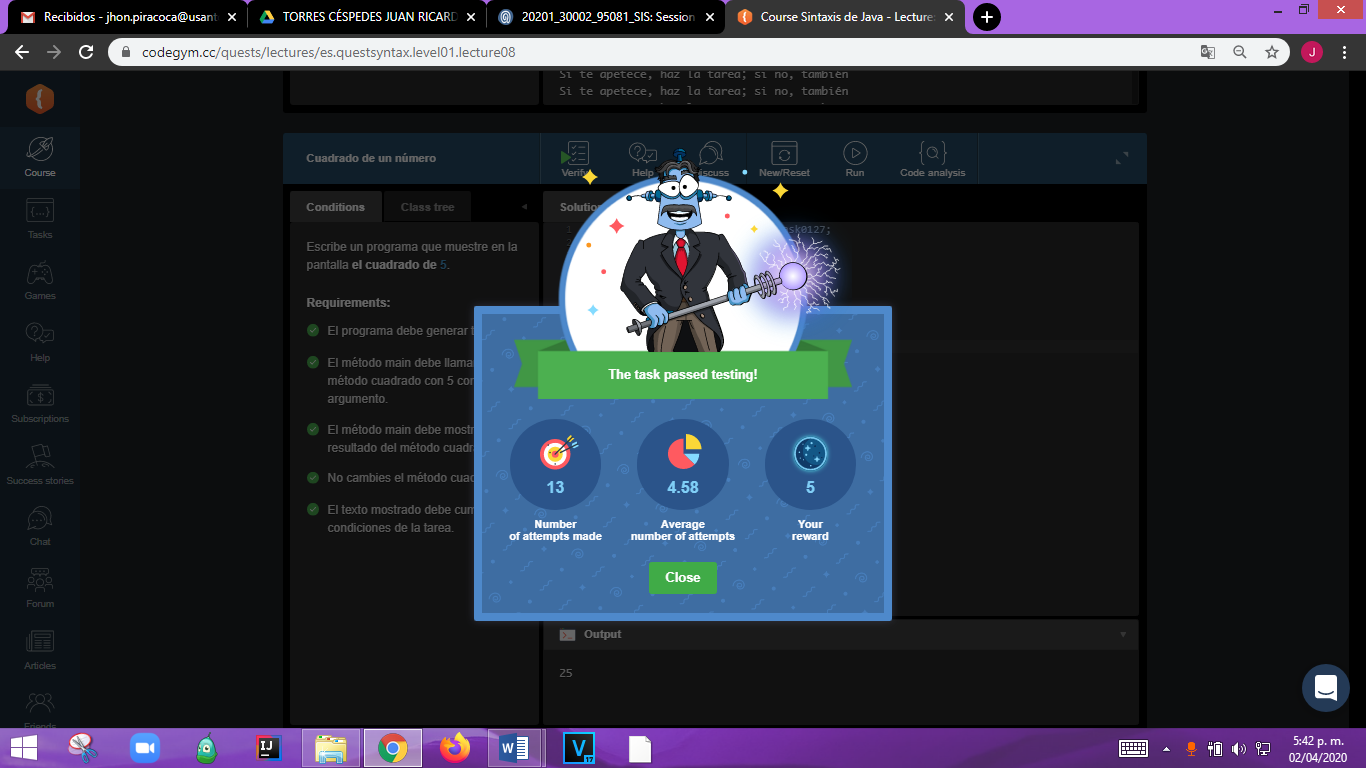 Recibidos - jhon.piracoca@usant
TORRES CÉSPEDES JUAN RICARD
20201_30002_95081_SIS: Session
Course Sintaxis de Java - Lecture
codegym.cc/quests/lectures/es.questsyntax.level01.lecture08
J
Si te apetece, haz la tarea; si no, también
Si te apetece, haz la tarea; si no, también
Course
Tasks
Games
Help
Subscriptions
Success stories
Chat
Forum
Articles
Friends
Cuadrado de un número
Verify
Help
New/Reset
Run
Code analysis
Conditions
Class tree
Escribe un programa que muestre en la
pantalla el cuadrado de 5.
Requirements:
El programa debe generar
El método main debe llama
método cuadrado con 5 co
argumento.
El método main debe most
resultado del método cuad
No cambies el método cua
El texto mostrado debe cum
condiciones de la tarea.
Solution
1
The task passed testing!
13
Number
of attempts made
4.58
Average
number of attempts
5
Your
reward
Close
Output
25
5:42 p. m.
02/04/2020